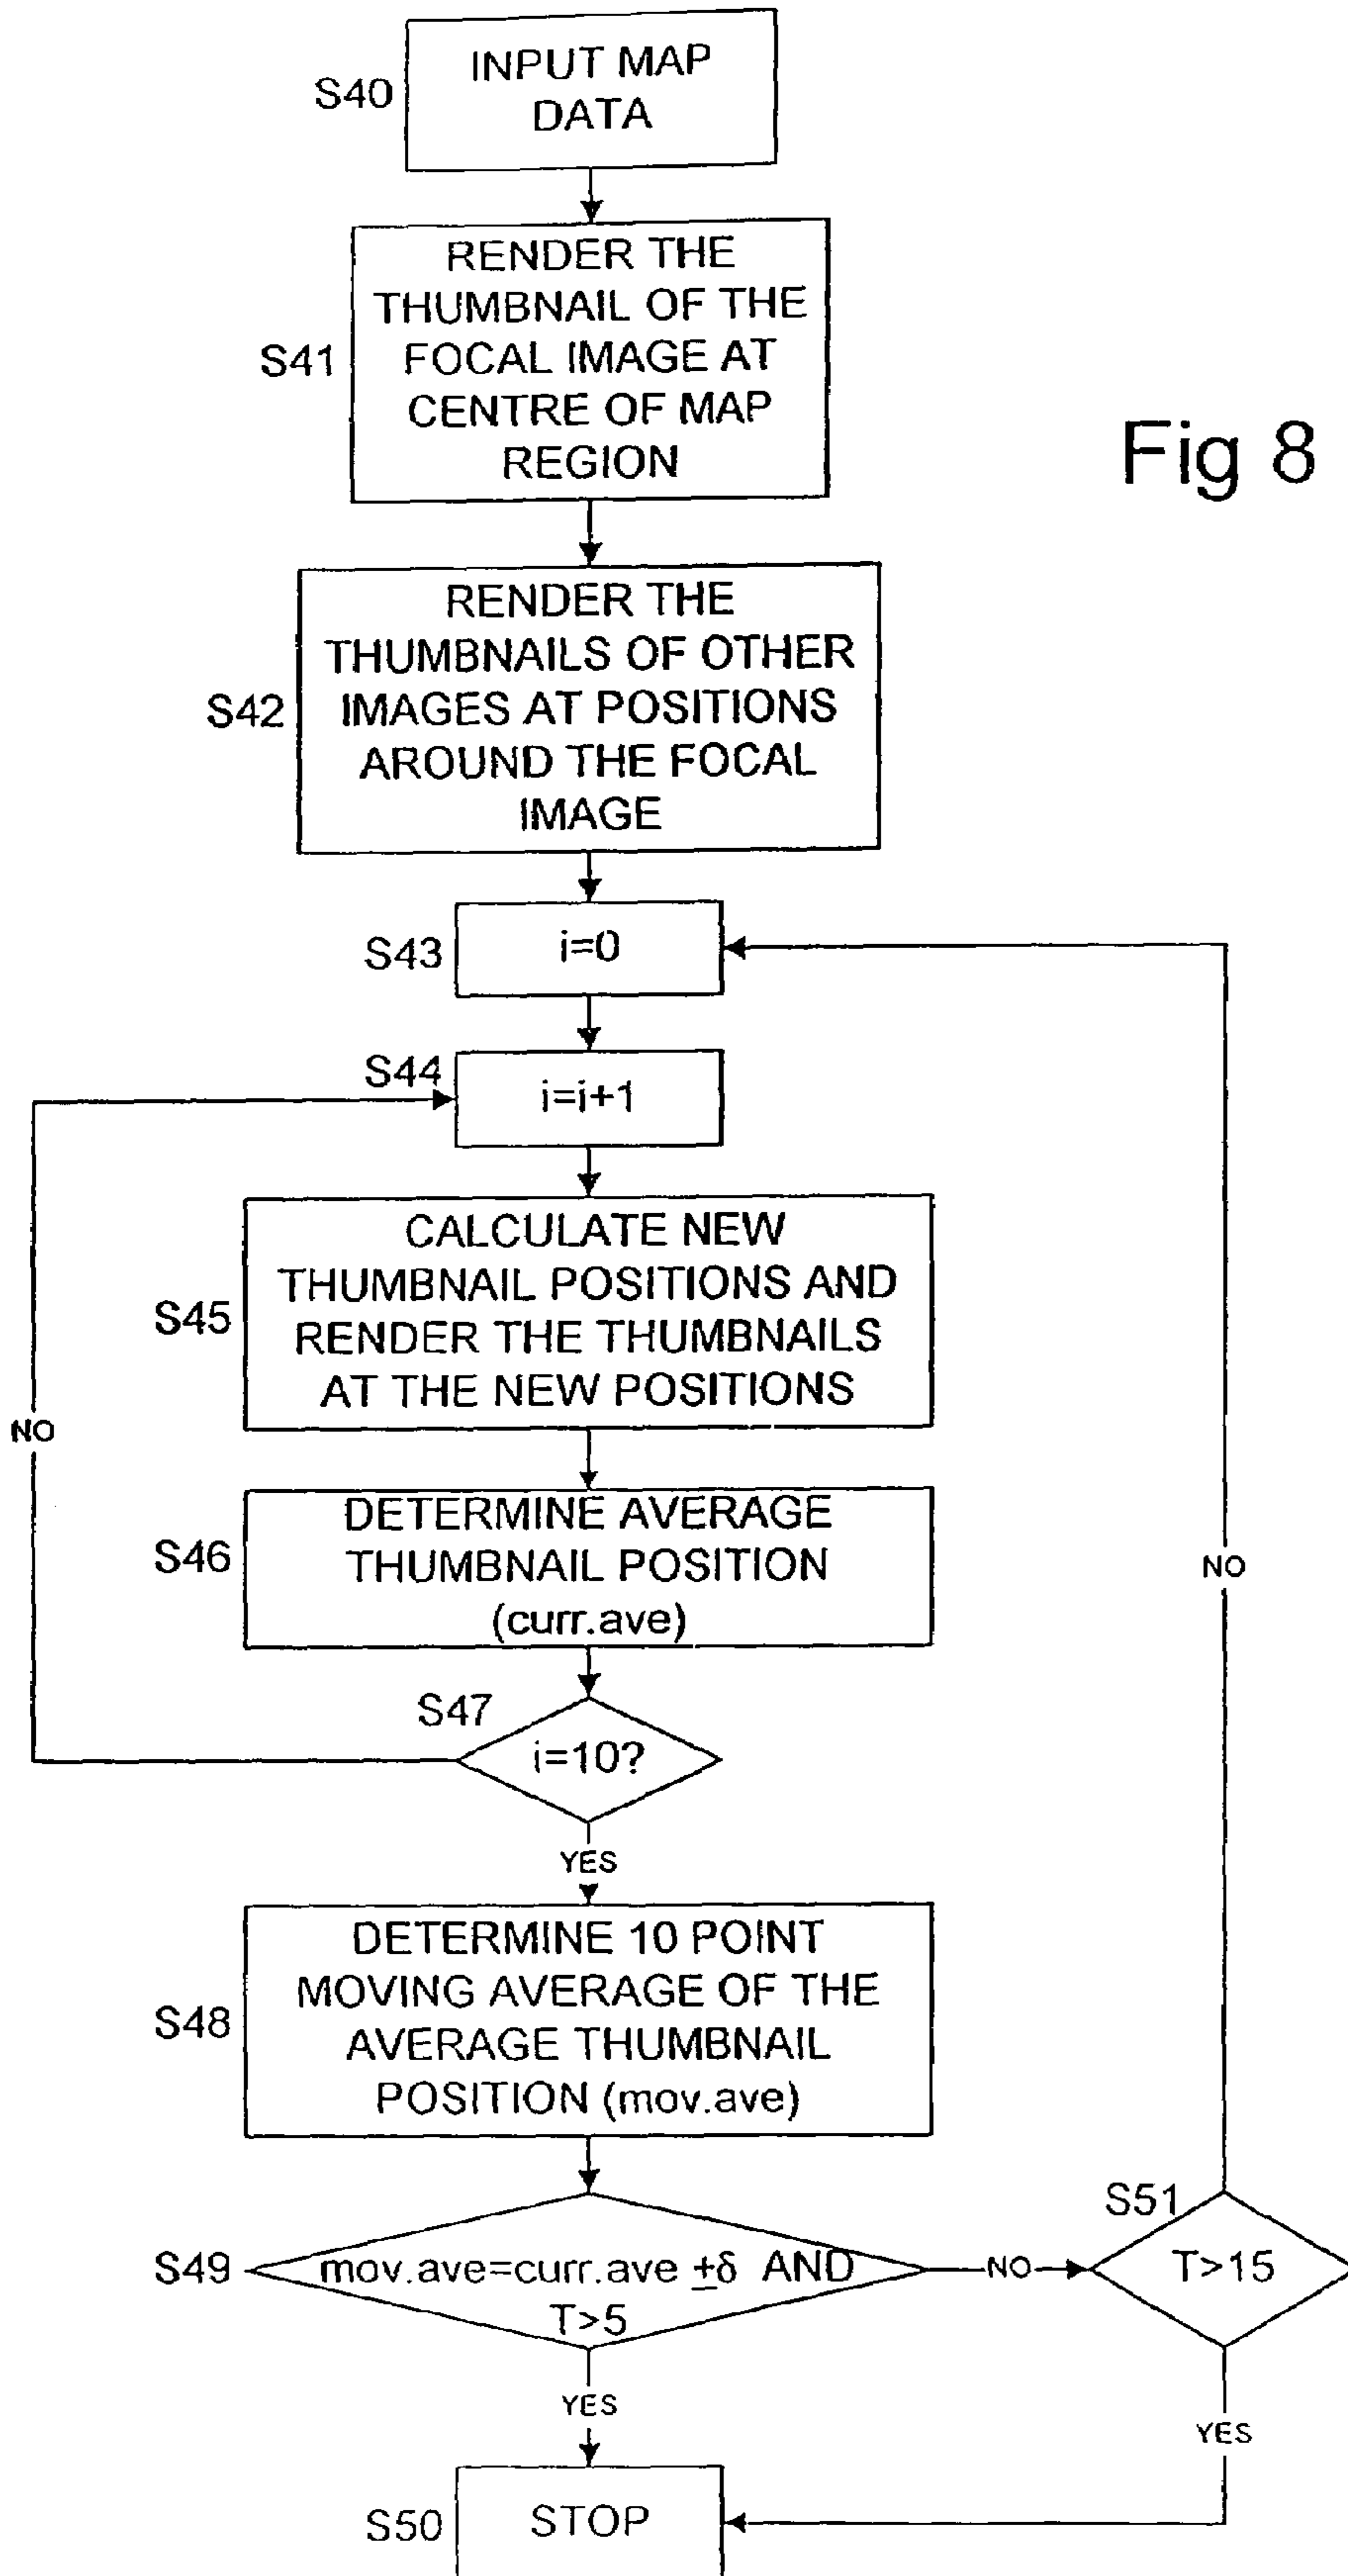 S40
INPUT MAP
DATA
S41
RENDER THE
THUMBNAIL OF THE
FOCAL IMAGE AT
CENTRE OF MAP
REGION
Fig 8
S42
RENDER THE
THUMBNAILS OF OTHER
IMAGES AT POSITIONS
AROUND THE FOCAL
IMAGE
S43
i=0
S44
i=i+1
S45
CALCULATE NEW
THUMBNAIL POSITIONS AND
RENDER THE THUMBNAILS
AT THE NEW POSITIONS
NO
S46
DETERMINE AVERAGE
THUMBNAIL POSITION
(curr.ave)
NO
S47
i=10?
YES
S48
DETERMINE 10 POINT
MOVING AVERAGE OF THE
AVERAGE THUMBNAIL
POSITION (mov.ave)
S49
mov.ave=curr.ave ±δ AND
T>5
NO
S51
T>15
YES
YES
S50
STOP